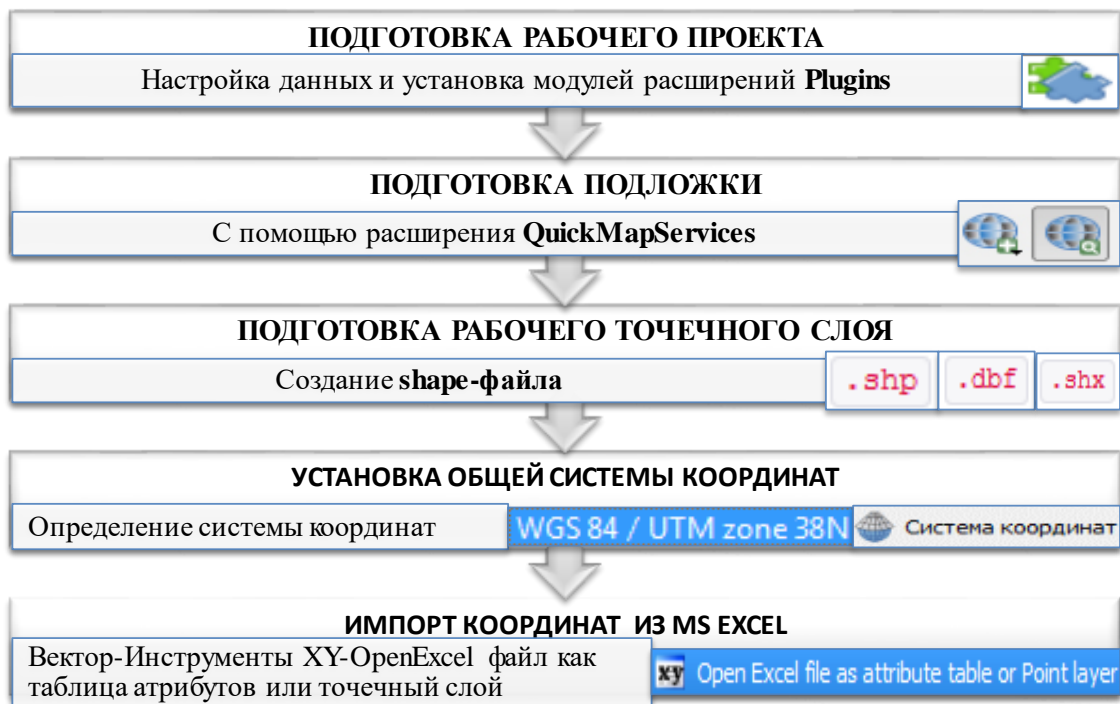 ПОДГОТОВКА РАБОЧЕГО ПРОЕКТА
Настройка данных и установка модулей расширений Plugins
ПОДГОТОВКА ПОДЛОЖКИ
С помощью расширения QuickMapServices
ПОДГОТОВКА РАБОЧЕГО ТОЧЕЧНОГО СЛОЯ
Создание shape-файла
.shp
.dbf
.shx
УСТАНОВКА ОБЩЕЙ СИСТЕМЫ КООРДИНАТ
Определение системы координат
WGS 84 / UTM zone 38N
Система координат
ИМПОРТ КООРДИНАТ ИЗ MS EXCEL
Вектор-Инструменты XY-OpenExcel файл как
таблица атрибутов или точечный слой
xy Open Excel file as attribute table or Point layer